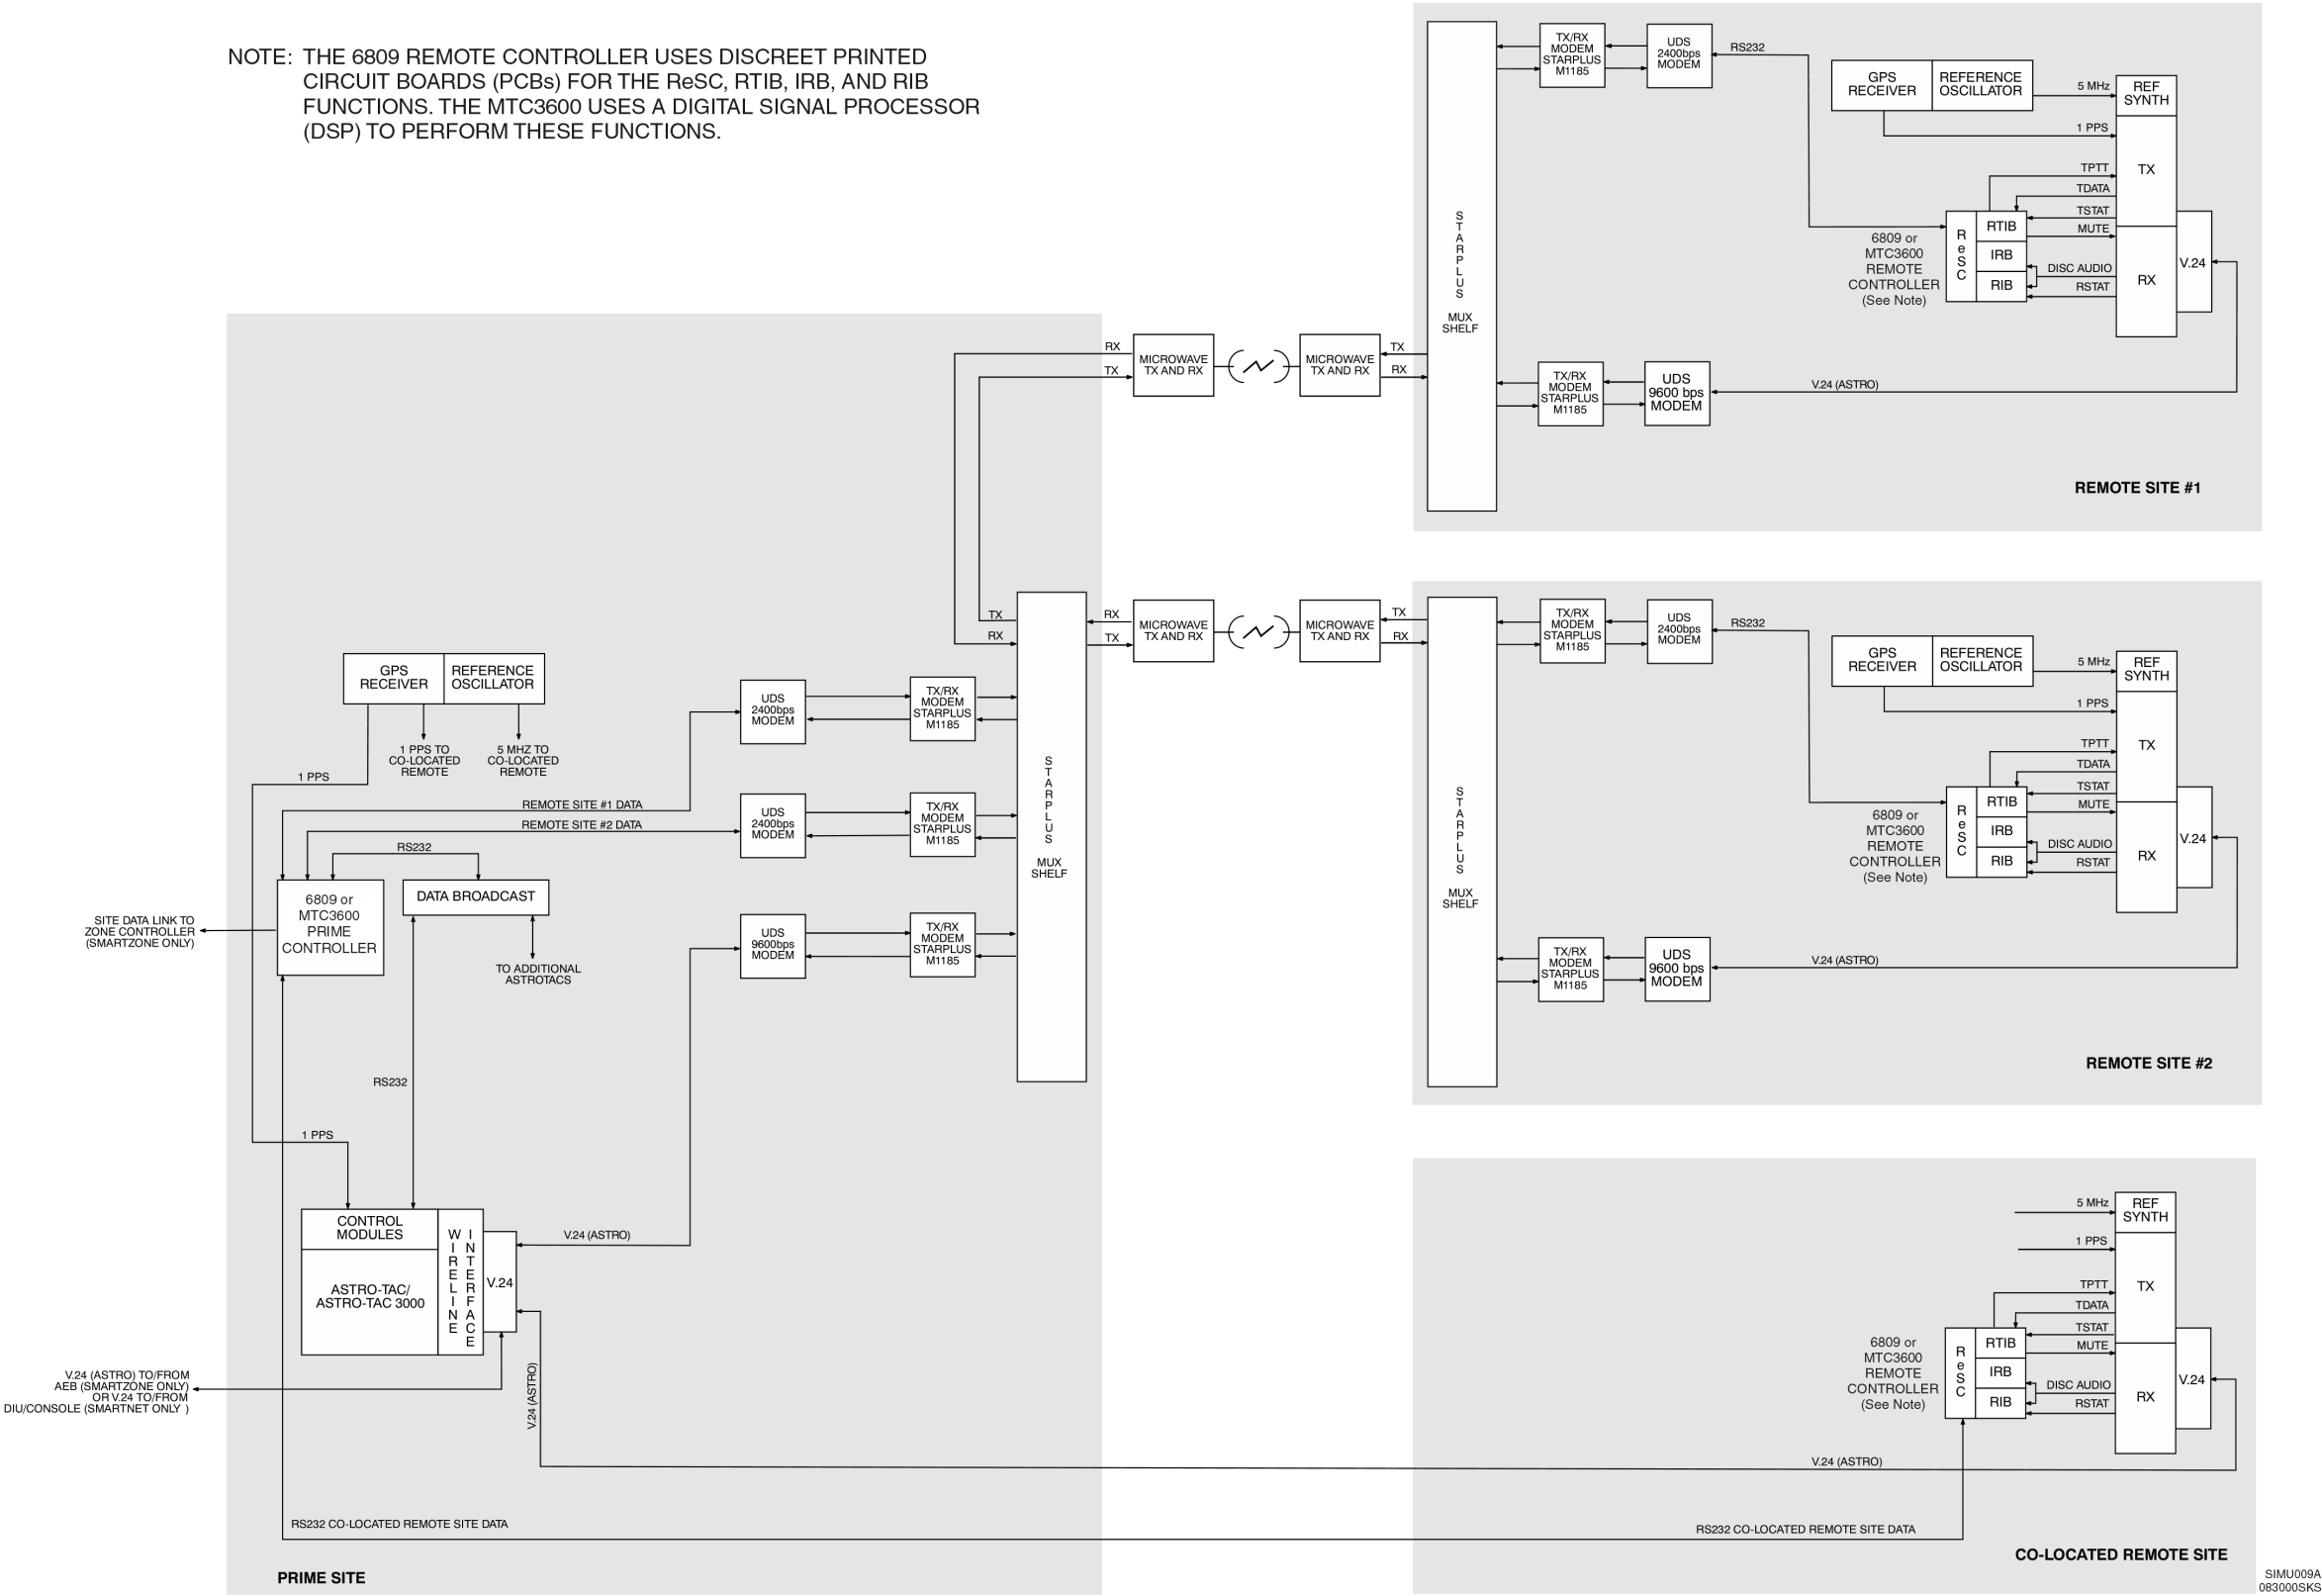 NOTE: THE 6809 REMOTE CONTROLLER USES DISCREET PRINTED
CIRCUIT BOARDS (PCBs) FOR THE ReSC, RTIB, IRB, AND RIB
FUNCTIONS. THE MTC3600 USES A DIGITAL SIGNAL PROCESSOR
(DSP) TO PERFORM THESE FUNCTIONS.
STARPLUS
MUX
SHELF
TX/RX
MODEM
STARPLUS
M1185
UDS
2400bps
MODEM
RS232
GPS
RECEIVER
REFERENCE
OSCILLATOR
5 MHz
REF
SYNTH
1 PPS
TX
TPTT
TDATA
TSTAT
MUTE
6809 or
MTC3600
REMOTE
CONTROLLER
(See Note)
ReSC
RTIB
IRB
RIB
DISC AUDIO
RSTAT
RX
V.24
TX/RX
MODEM
STARPLUS
M1185
UDS
9600 bps
MODEM
V.24 (ASTRO)
REMOTE SITE #1
RX
TX
MICROWAVE
TX AND RX
MICROWAVE
TX AND RX
TX
RX
TX
RX
RX
TX
MICROWAVE
TX AND RX
MICROWAVE
TX AND RX
TX
RX
STARPLUS
MUX
SHELF
TX/RX
MODEM
STARPLUS
M1185
UDS
2400bps
MODEM
RS232
GPS
RECEIVER
REFERENCE
OSCILLATOR
5 MHz
REF
SYNTH
1 PPS
TX
TPTT
TDATA
TSTAT
MUTE
6809 or
MTC3600
REMOTE
CONTROLLER
(See Note)
ReSC
RTIB
IRB
RIB
DISC AUDIO
RSTAT
RX
V.24
TX/RX
MODEM
STARPLUS
M1185
UDS
9600 bps
MODEM
V.24 (ASTRO)
REMOTE SITE #2
GPS
RECEIVER
REFERENCE
OSCILLATOR
1 PPS TO
CO-LOCATED
REMOTE
5 MHZ TO
CO-LOCATED
REMOTE
1 PPS
UDS
2400bps
MODEM
TX/RX
MODEM
STARPLUS
M1185
STARPLUS
MUX
SHELF
REMOTE SITE #1 DATA
REMOTE SITE #2 DATA
UDS
2400bps
MODEM
TX/RX
MODEM
STARPLUS
M1185
RS232
6809 or
MTC3600
PRIME
CONTROLLER
DATA BROADCAST
SITE DATA LINK TO
ZONE CONTROLLER
(SMARTZONE ONLY)
TO ADDITIONAL
ASTROTACS
UDS
9600bps
MODEM
TX/RX
MODEM
STARPLUS
M1185
RS232
1 PPS
CONTROL
MODULES
ASTRO-TAC/
ASTRO-TAC 3000
WIRELINE
INTERFACE
V.24
V.24 (ASTRO)
V.24 (ASTRO) TO/FROM
AEB (SMARTZONE ONLY)
OR V.24 TO/FROM
DIU/CONSOLE (SMARTNET ONLY )
V.24 (ASTRO)
RS232 CO-LOCATED REMOTE SITE DATA
PRIME SITE
5 MHz
REF
SYNTH
1 PPS
TX
TPTT
TDATA
TSTAT
MUTE
6809 or
MTC3600
REMOTE
CONTROLLER
(See Note)
ReSC
RTIB
IRB
RIB
DISC AUDIO
RSTAT
RX
V.24
V.24 (ASTRO)
RS232 CO-LOCATED REMOTE SITE DATA
CO-LOCATED REMOTE SITE
SIMU009A
083000SKS